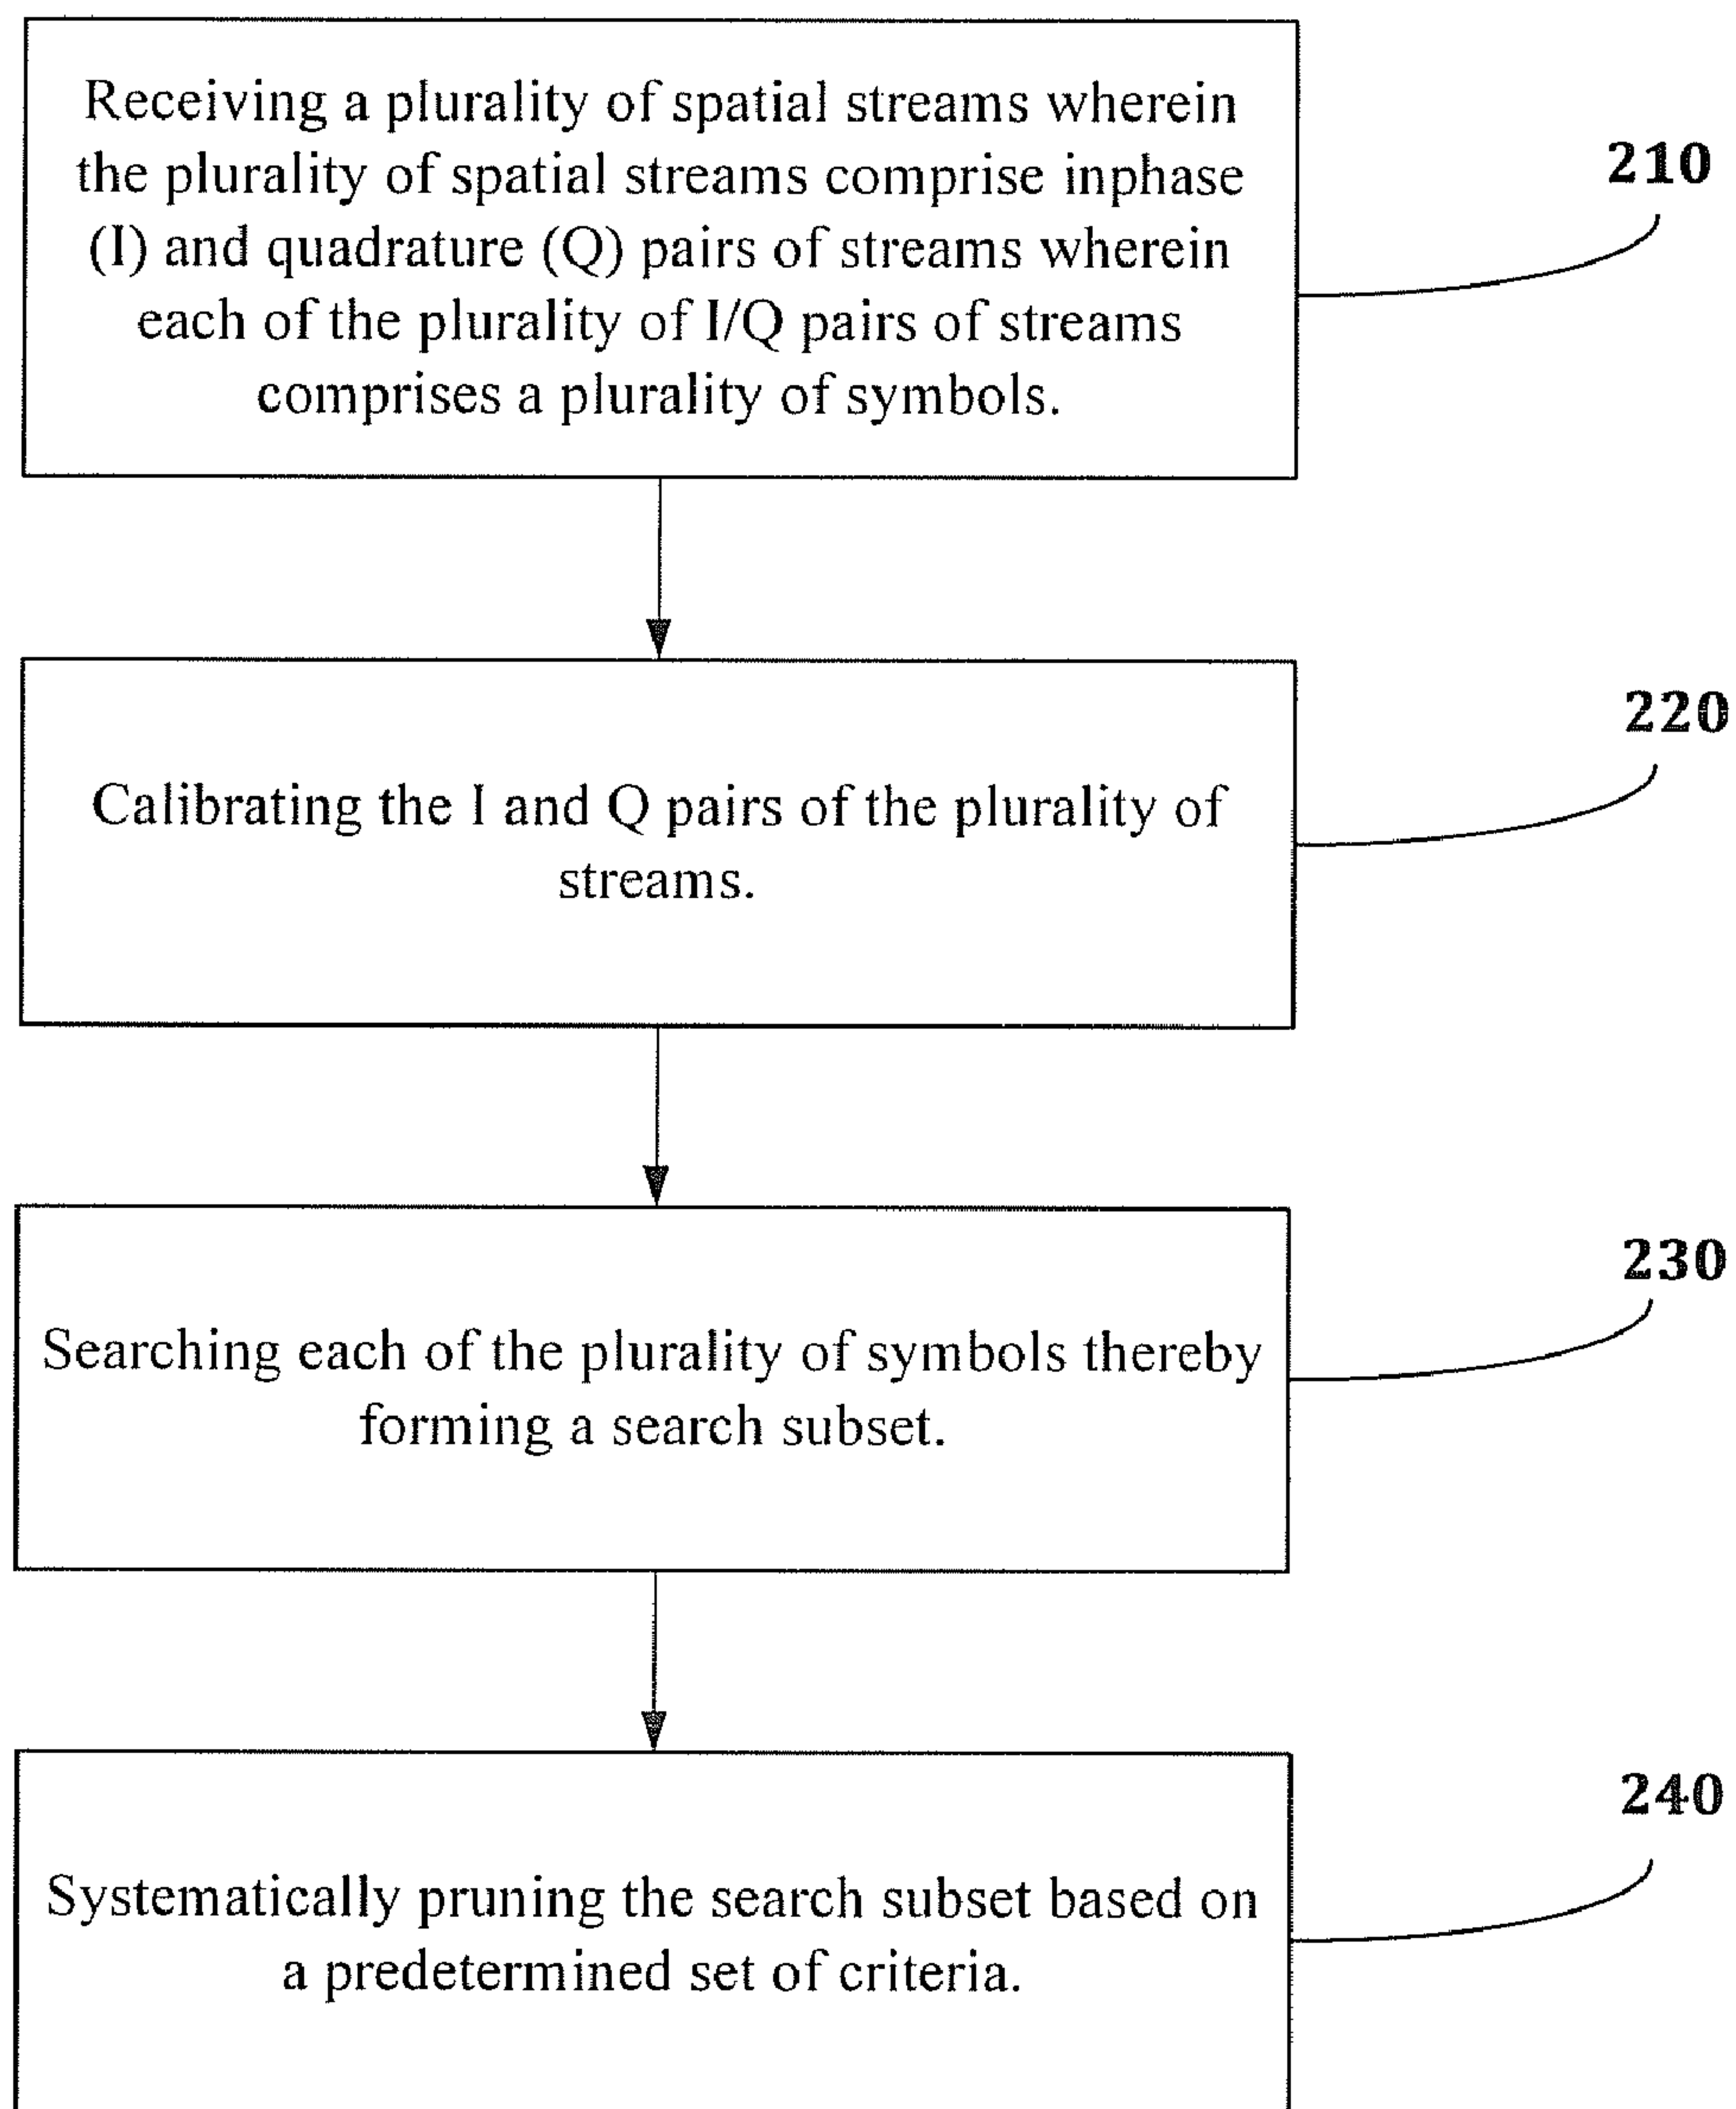 Receiving a plurality of spatial streams wherein
the plurality of spatial streams comprise inphase
(I) and quadrature (Q) pairs of streams wherein
each of the plurality of I/Q pairs of streams
comprises a plurality of symbols.
210
Calibrating the I and Q pairs of the plurality of
streams.
220
Searching each of the plurality of symbols thereby
forming a search subset.
230
Systematically pruning the search subset based on
a predetermined set of criteria.
240